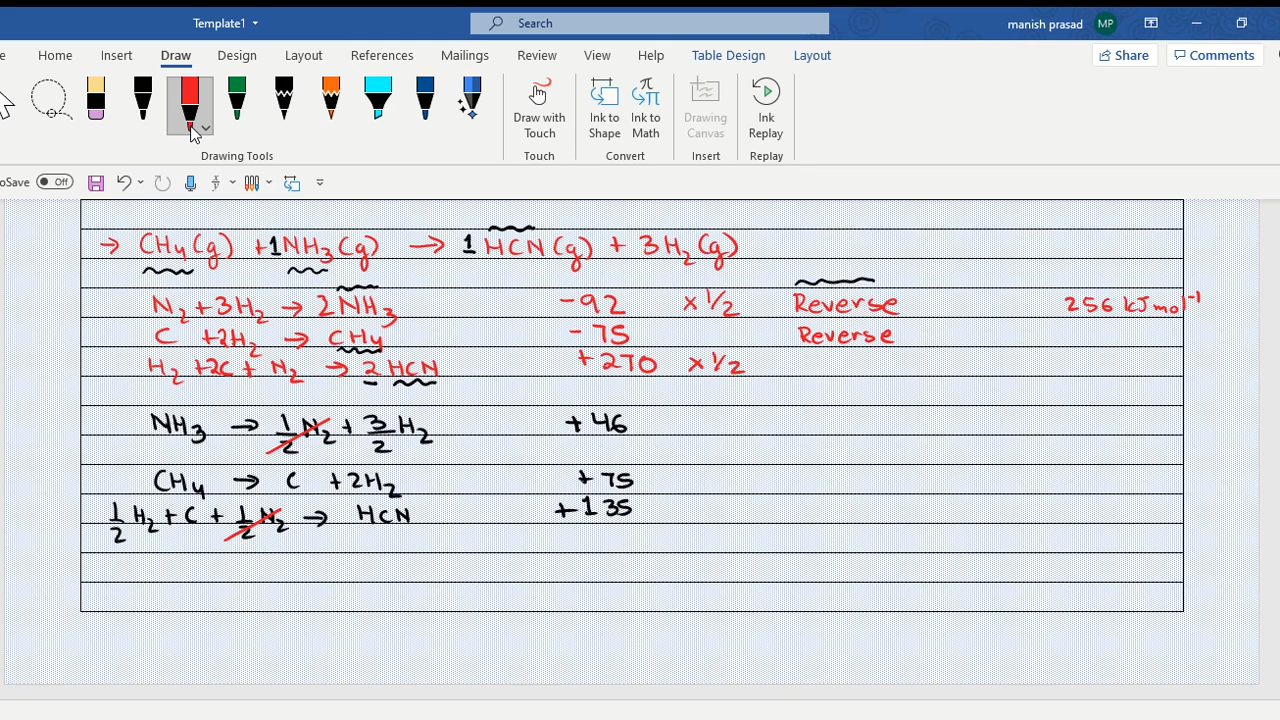 Template1
Search
manish prasad
MP
Home Insert Draw Design Layout References Mailings Review View Help Table Design Layout
Share Comments
Draw with Touch Ink to Shape Ink to Math Drawing Canvas Ink Replay
Drawing Tools Touch Convert Insert Replay
Save Off
→ CH₄(g) + 1NH₃(g) → 1 HCN(g) + 3H₂(g)
N₂ + 3H₂ → 2NH₃ -92 x 1/2 Reverse 256 kJmol⁻¹
C + 2H₂ → CH₄ -75 Reverse
H₂ + 2C + N₂ → 2 HCN +270 x 1/2
NH₃ → 1/2 N₂ + 3/2 H₂ +46
CH₄ → C + 2H₂ +75
1/2 H₂ + C + 1/2 N₂ → HCN +135